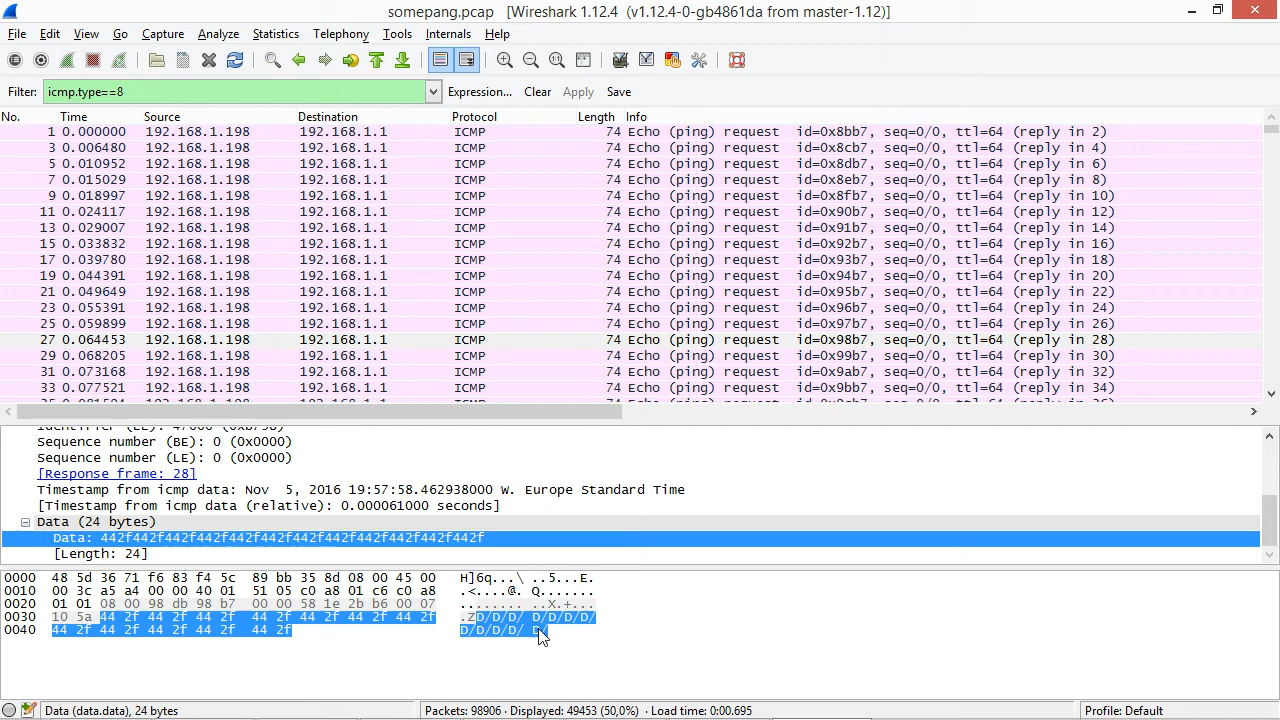 somepang.pcap [Wireshark 1.12.4 (v1.12.4-0-gb4861da from master-1.12)]
File Edit View Go Capture Analyze Statistics Telephony Tools Internals Help
Filter: icmp.type==8 Expression... Clear Apply Save
No. Time Source Destination Protocol Length Info
1 0.000000 192.168.1.198 192.168.1.1 ICMP 74 Echo (ping) request id=0x8bb7, seq=0/0, ttl=64 (reply in 2)
3 0.006480 192.168.1.198 192.168.1.1 ICMP 74 Echo (ping) request id=0x8cb7, seq=0/0, ttl=64 (reply in 4)
5 0.010952 192.168.1.198 192.168.1.1 ICMP 74 Echo (ping) request id=0x8db7, seq=0/0, ttl=64 (reply in 6)
7 0.015029 192.168.1.198 192.168.1.1 ICMP 74 Echo (ping) request id=0x8eb7, seq=0/0, ttl=64 (reply in 8)
9 0.018997 192.168.1.198 192.168.1.1 ICMP 74 Echo (ping) request id=0x8fb7, seq=0/0, ttl=64 (reply in 10)
11 0.024117 192.168.1.198 192.168.1.1 ICMP 74 Echo (ping) request id=0x90b7, seq=0/0, ttl=64 (reply in 12)
13 0.029007 192.168.1.198 192.168.1.1 ICMP 74 Echo (ping) request id=0x91b7, seq=0/0, ttl=64 (reply in 14)
15 0.033832 192.168.1.198 192.168.1.1 ICMP 74 Echo (ping) request id=0x92b7, seq=0/0, ttl=64 (reply in 16)
17 0.039780 192.168.1.198 192.168.1.1 ICMP 74 Echo (ping) request id=0x93b7, seq=0/0, ttl=64 (reply in 18)
19 0.044391 192.168.1.198 192.168.1.1 ICMP 74 Echo (ping) request id=0x94b7, seq=0/0, ttl=64 (reply in 20)
21 0.049649 192.168.1.198 192.168.1.1 ICMP 74 Echo (ping) request id=0x95b7, seq=0/0, ttl=64 (reply in 22)
23 0.055391 192.168.1.198 192.168.1.1 ICMP 74 Echo (ping) request id=0x96b7, seq=0/0, ttl=64 (reply in 24)
25 0.059899 192.168.1.198 192.168.1.1 ICMP 74 Echo (ping) request id=0x97b7, seq=0/0, ttl=64 (reply in 26)
27 0.064453 192.168.1.198 192.168.1.1 ICMP 74 Echo (ping) request id=0x98b7, seq=0/0, ttl=64 (reply in 28)
29 0.068205 192.168.1.198 192.168.1.1 ICMP 74 Echo (ping) request id=0x99b7, seq=0/0, ttl=64 (reply in 30)
31 0.073168 192.168.1.198 192.168.1.1 ICMP 74 Echo (ping) request id=0x9ab7, seq=0/0, ttl=64 (reply in 32)
33 0.077521 192.168.1.198 192.168.1.1 ICMP 74 Echo (ping) request id=0x9bb7, seq=0/0, ttl=64 (reply in 34)
Sequence number (BE): 0 (0x0000)
Sequence number (LE): 0 (0x0000)
[Response frame: 28]
Timestamp from icmp data: Nov 5, 2016 19:57:58.462938000 W. Europe Standard Time
[Timestamp from icmp data (relative): 0.000061000 seconds]
Data (24 bytes)
Data: 442f442f442f442f442f442f442f442f442f442f442f442f
[Length: 24]
0000 48 5d 36 71 f6 83 f4 5c 89 bb 35 8d 08 00 45 00 H]6q...\ ..5...E.
0010 00 3c a5 a4 00 00 40 01 51 05 c0 a8 01 c6 c0 a8 .<....@. Q.......
0020 01 01 08 00 98 db 98 b7 00 00 58 1e 2b b6 00 07 ........ ..X.+...
0030 10 5a 44 2f 44 2f 44 2f 44 2f 44 2f 44 2f 44 2f .ZD/D/D/ D/D/D/D/
0040 44 2f 44 2f 44 2f 44 2f 44 2f D/D/D/D/ D/
Data (data.data), 24 bytes Packets: 98906 · Displayed: 49453 (50,0%) · Load time: 0:00.695 Profile: Default